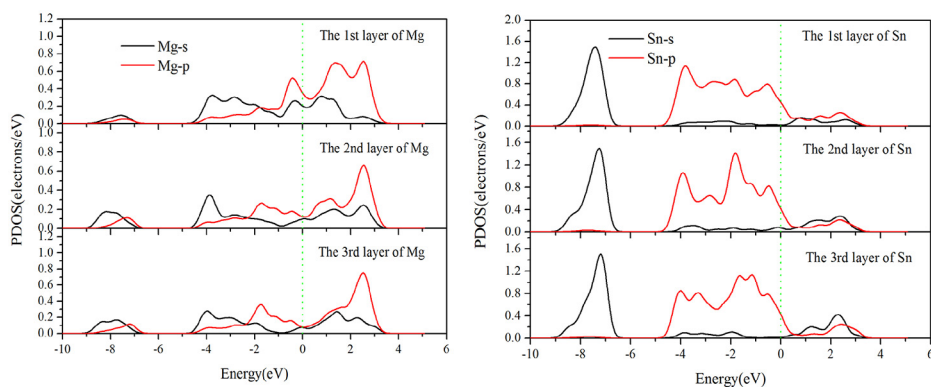 1.2
1.0
0.8
0.6
0.4
0.2
0.0
Mg-s
Mg-p
The 1st layer of Mg
0.8
0.6
0.4
0.2
0.0
The 2nd layer of Mg
0.8
0.6
0.4
0.2
0.0
The 3rd layer of Mg
-10 -8 -6 -4 -2 0 2 4 6
Energy(eV)
PDOS(electrons/eV)
2.0
1.6
1.2
0.8
0.4
0.0
Sn-s
Sn-p
The 1st layer of Sn
1.6
1.2
0.8
0.4
0.0
The 2nd layer of Sn
1.6
1.2
0.8
0.4
0.0
The 3rd layer of Sn
-10 -8 -6 -4 -2 0 2 4 6
Energy(eV)
PDOS(electrons/eV)